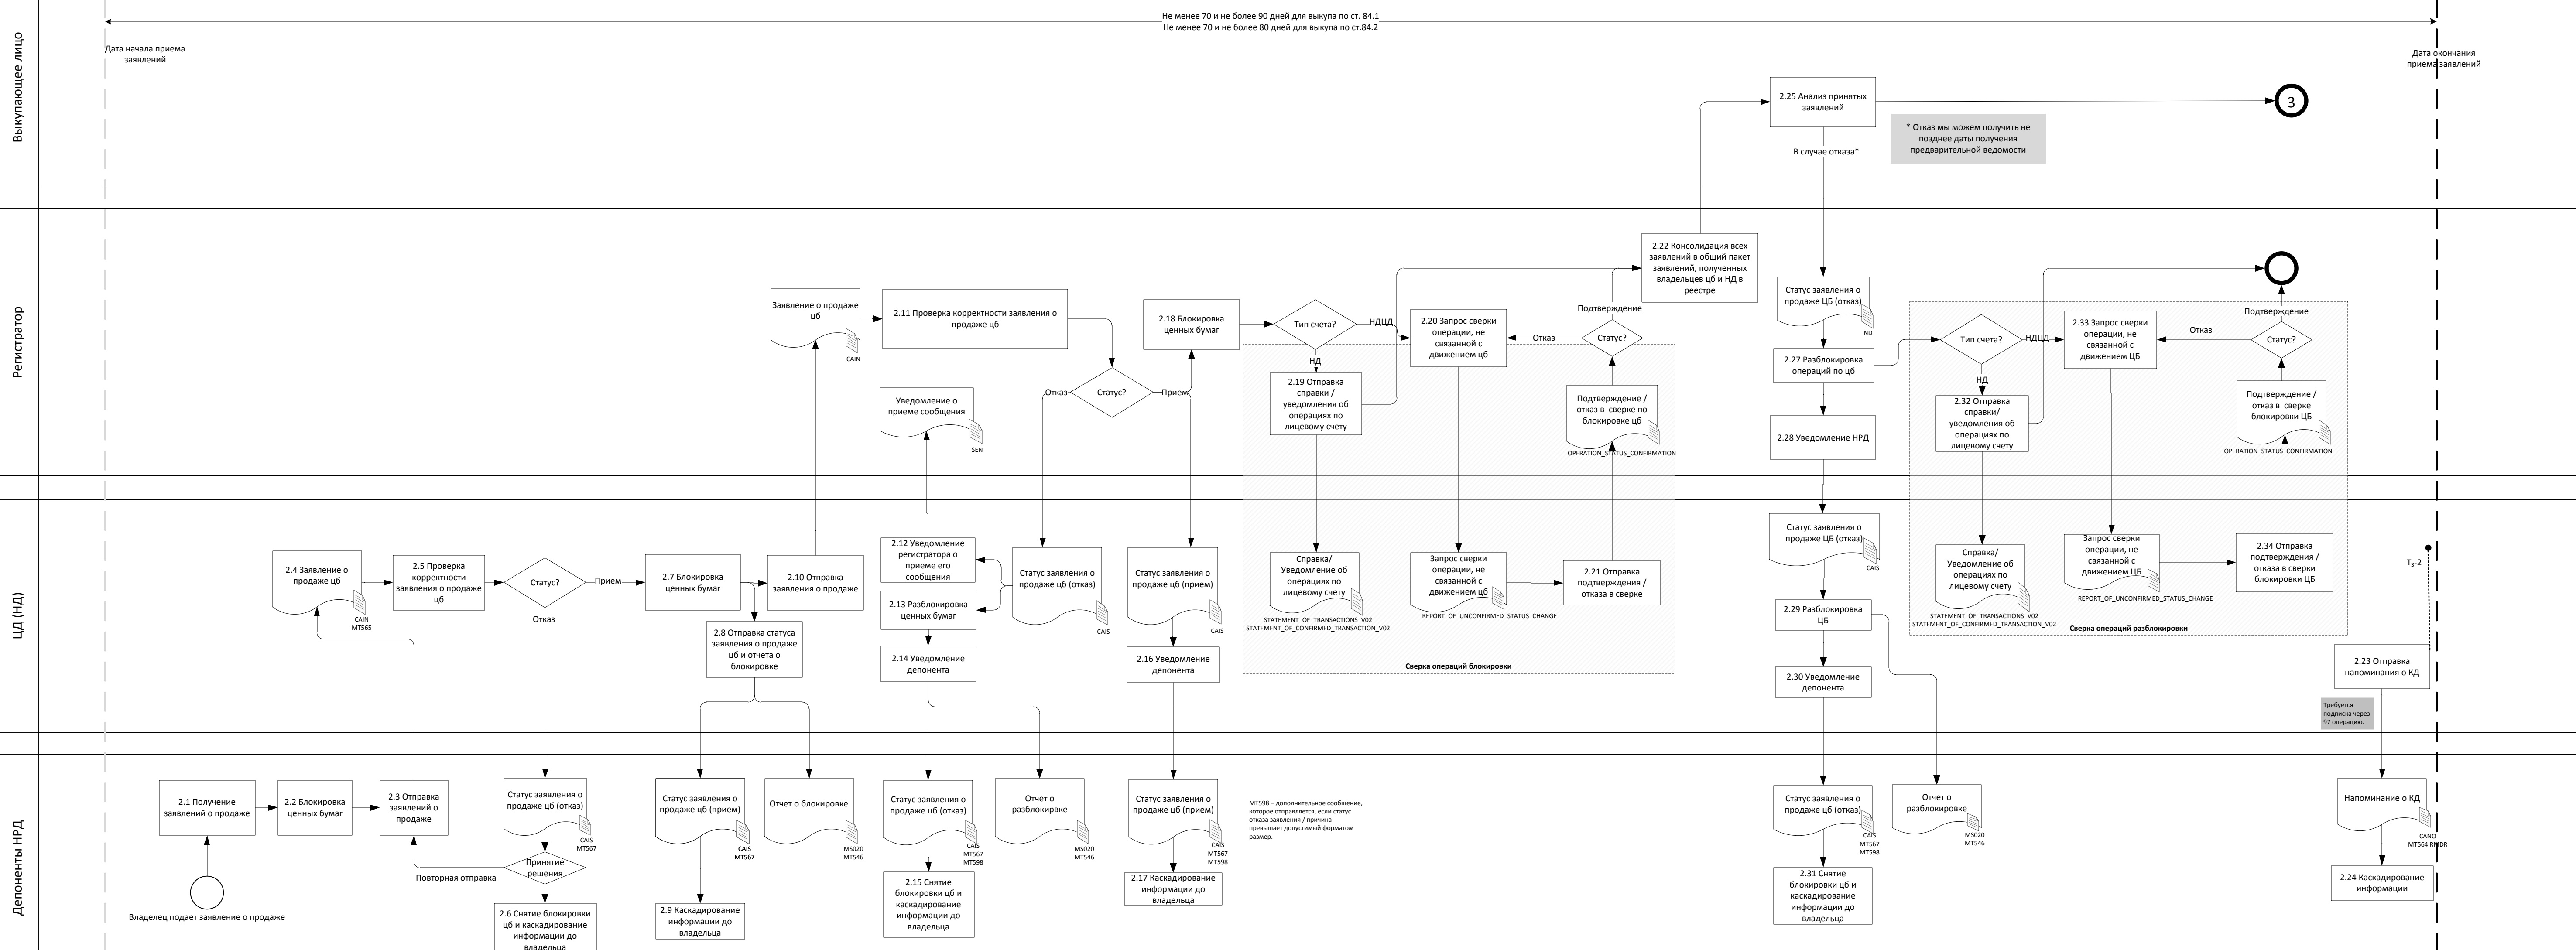 Выкупающее лицо
Не менее 70 и не более 90 дней для выкупа по ст. 84.1
Не менее 70 и не более 80 дней для выкупа по ст.84.2
Дата начала приема
заявлений
Дата окончания
приема заявлений
2.25 Анализ принятых
заявлений
3
* Отказ мы можем получить не
позднее даты получения
предварительной ведомости
В случае отказа*
Регистратор
Заявление о продаже
цб
CAIN
2.11 Проверка корректности заявления о
продаже цб
Уведомление о
приеме сообщения
SEN
Отказ
Статус?
Прием
2.18 Блокировка
ценных бумаг
Тип счета?
НДЦД
НД
2.19 Отправка
справки /
уведомления об
операциях по
лицевому счету
2.20 Запрос сверки
операции, не
связанной с
движением цб
Отказ
Статус?
Подтверждение
Подтверждение /
отказ в  сверке по
блокировке цб
OPERATION_STATUS_CONFIRMATION
2.22 Консолидация всех
заявлений в общий пакет
заявлений, полученных
владельцев цб и НД в
реестре
Статус заявления о
продаже ЦБ (отказ)
ND
2.27 Разблокировка
операций по цб
2.28 Уведомление НРД
Тип счета?
НДЦД
НД
2.32 Отправка
справки/
уведомления об
операциях по
лицевому счету
2.33 Запрос сверки
операции, не
связанной с
движением ЦБ
Отказ
Статус?
Подтверждение
Подтверждение /
отказ в  сверке
блокировки ЦБ
OPERATION_STATUS_CONFIRMATION
ЦД (НД)
2.4 Заявление о
продаже цб
CAIN
MT565
2.5 Проверка
корректности
заявления о продаже
цб
Статус?
Прием
Отказ
2.7 Блокировка
ценных бумаг
2.8 Отправка статуса
заявления о продаже
цб и отчета о
блокировке
2.10 Отправка
заявления о продаже
2.12 Уведомление
регистратора о
приеме его
сообщения
2.13 Разблокировка
ценных бумаг
2.14 Уведомление
депонента
Статус заявления о
продаже цб (отказ)
CAIS
Статус заявления о
продаже цб (прием)
CAIS
2.16 Уведомление
депонента
Справка/
Уведомление об
операциях по
лицевому счету
STATEMENT_OF_TRANSACTIONS_V02
STATEMENT_OF_CONFIRMED_TRANSACTION_V02
Запрос сверки
операции, не
связанной с
движением цб
REPORT_OF_UNCONFIRMED_STATUS_CHANGE
2.21 Отправка
подтверждения /
отказа в сверке
Сверка операций блокировки
Статус заявления о
продаже ЦБ (отказ)
CAIS
2.29 Разблокировка
ЦБ
2.30 Уведомление
депонента
Справка/
Уведомление об
операциях по
лицевому счету
STATEMENT_OF_TRANSACTIONS_V02
STATEMENT_OF_CONFIRMED_TRANSACTION_V02
Запрос сверки
операции, не
связанной с
движением ЦБ
REPORT_OF_UNCONFIRMED_STATUS_CHANGE
2.34 Отправка
подтверждения /
отказа в сверки
блокировки ЦБ
Сверка операций разблокировки
T3-2
2.23 Отправка
напоминания о КД
Требуется
подписка через
97 операцию.
Депоненты НРД
2.1 Получение
заявлений о продаже
2.2 Блокировка
ценных бумаг
2.3 Отправка
заявлений о
продаже
Владелец подает заявление о продаже
Статус заявления о
продаже цб (отказ)
CAIS
MT567
Принятие
решения
Повторная отправка
2.6 Снятие блокировки
цб и каскадирование
информации до
владельца
Статус заявления о
продаже цб (прием)
CAIS
MT567
2.9 Каскадирование
информации до
владельца
Отчет о блокировке
MS020
MT546
Статус заявления о
продаже цб (отказ)
CAIS
MT567
MT598
2.15 Снятие
блокировки цб и
каскадирование
информации до
владельца
Отчет о
разблокирвке
MS020
MT546
Статус заявления о
продаже цб (прием)
CAIS
MT567
MT598
2.17 Каскадирование
информации до
владельца
MT598 – дополнительное сообщение,
которое отправляется, если статус
отказа заявления / причина
превышает допустимый форматом
размер.
Статус заявления о
продаже цб (отказ)
CAIS
MT567
MT598
2.31 Снятие
блокировки цб и
каскадирование
информации до
владельца
Отчет о
разблокировке
MS020
MT546
Напоминание о КД
CANO
MT564 RMDR
2.24 Каскадирование
информации